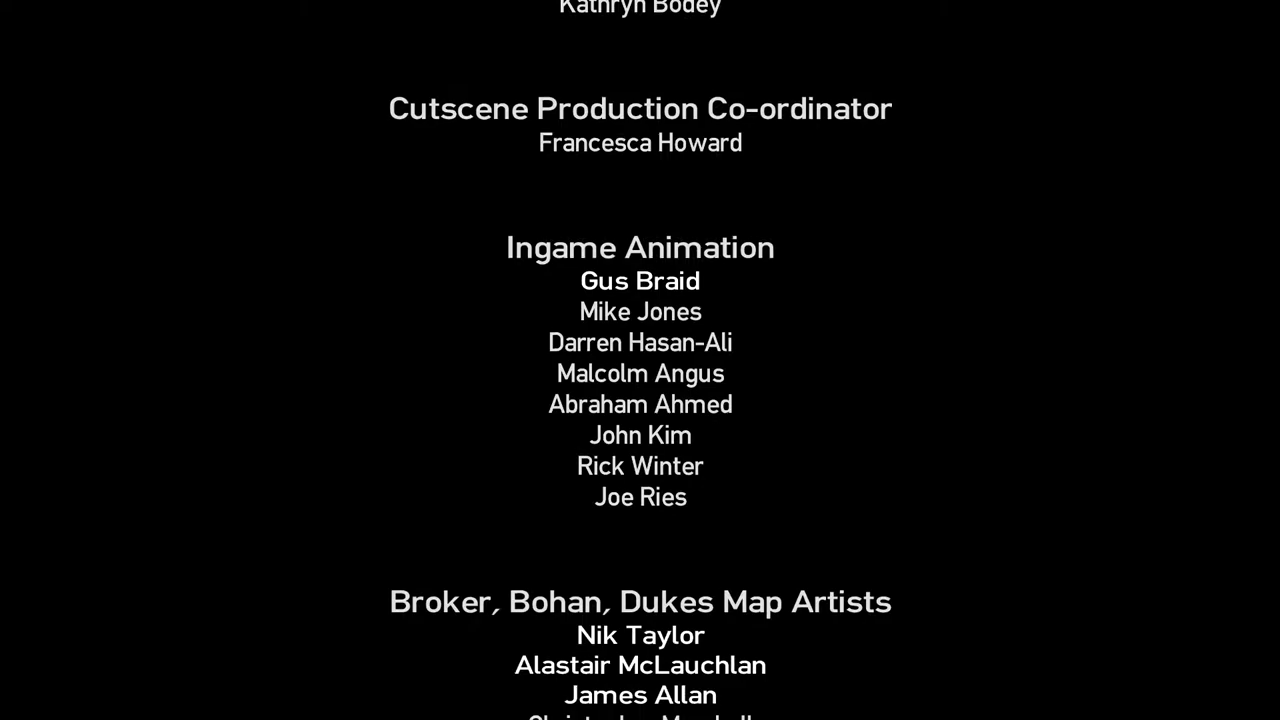 Kathryn Bodey
Cutscene Production Co-ordinator
Francesca Howard
Ingame Animation
Gus Braid
Mike Jones
Darren Hasan-Ali
Malcolm Angus
Abraham Ahmed
John Kim
Rick Winter
Joe Ries
Broker, Bohan, Dukes Map Artists
Nik Taylor
Alastair McLauchlan
James Allan